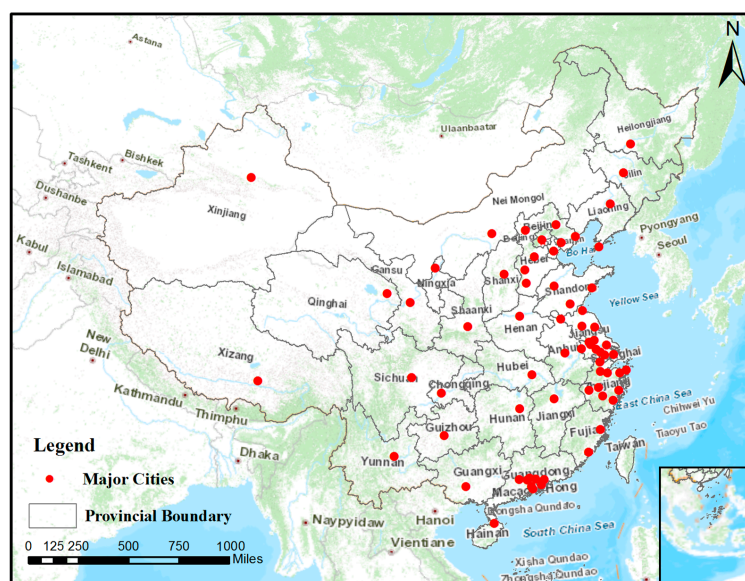 N
Astana
Heilongjiang
Ulaanbaatar
Bishkek
Tashkent
Jilin
Dushanbe
Nei Mongol
Xinjiang
Liaoning
Beijing
Pyongyang
Kabul
Bo Hai
Seoul
Hebei
Gansu
Islamabad
Ningxia
Shanxi
Shandong
Qinghai
Yellow Sea
Shaanxi
Henan
Jiangsu
New
Delhi
Anhui
Shanghai
Xizang
Hubei
Sichuan
Chongqing
Zhejiang
Kathmandu
East China Sea
Chihwei Yu
Thimphu
Hunan
Jiangxi
Guizhou
Tiaoyu Tao
Fujian
Legend
Taiwan
Dhaka
Yunnan
Guangxi
Guangdong
Major Cities
Macao
Hong
Provincial Boundary
Dongsha Qundao
Naypyidaw
Hanoi
Hainan
South China Sea
Vientiane
0 125 250 500 750 1000
Miles
Xisha Qundao
Zhongsha Qundao